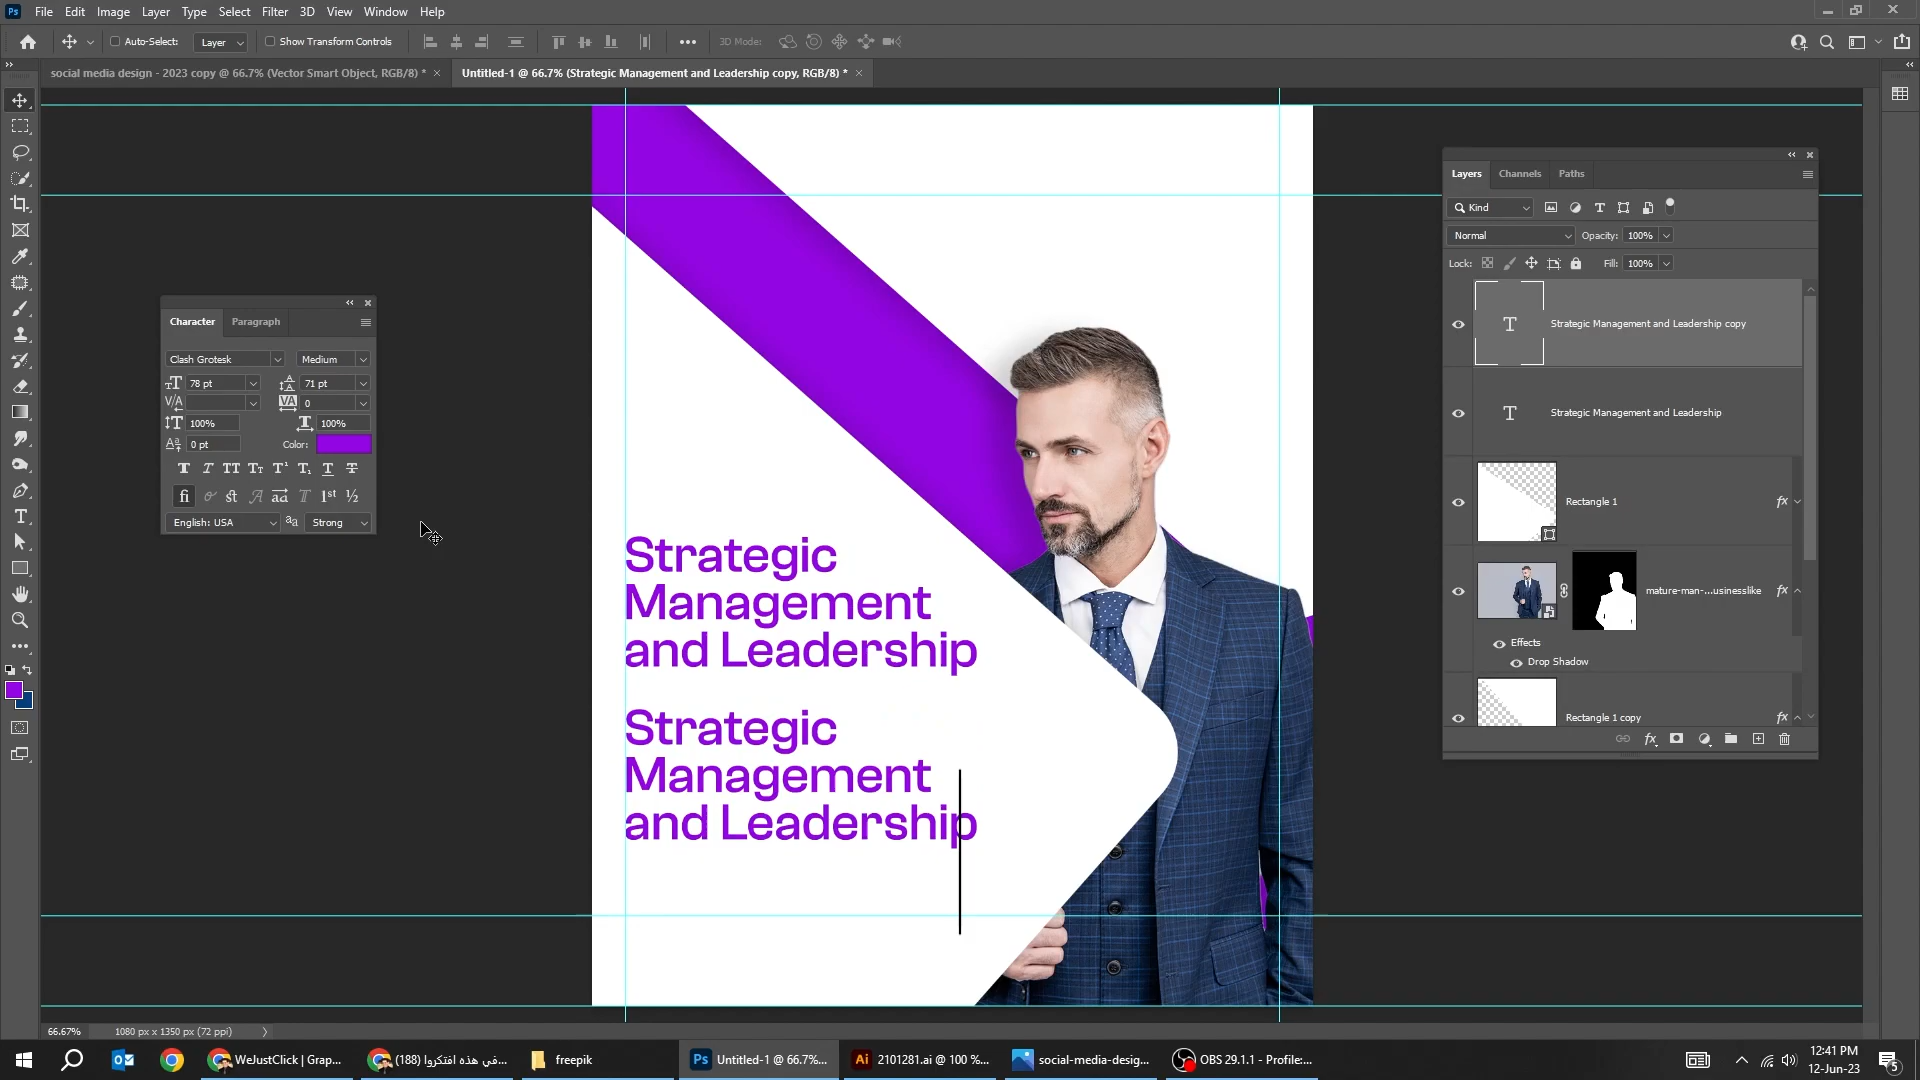 File Edit Image Layer Type Select Filter 3D View Window Help
Auto-Select: Layer Show Transform Controls 3D Mode:
social media design - 2023 copy @ 66.7% (Vector Smart Object, RGB/8) *
Untitled-1 @ 66.7% (Strategic Management and Leadership copy, RGB/8) *
Layers Channels Paths
Kind
Normal Opacity: 100%
Lock: Fill: 100%
Strategic Management and Leadership copy
Strategic Management and Leadership
Rectangle 1
mature-man-...usinesslike
Effects
Drop Shadow
Rectangle 1 copy
Character Paragraph
Clash Grotesk Medium
78 pt 71 pt
0
100% 100%
0 pt Color:
English: USA Strong
Strategic
Management
and Leadership
Strategic
Management
and Leadership
66.67% 1080 px x 1350 px (72 ppi)
WeJustClick | Grap...
(188) في هذه افتكروا...
freepik
Untitled-1 @ 66.7%...
2101281.ai @ 100 %...
social-media-desig...
OBS 29.1.1 - Profile:...
12:41 PM
12-Jun-23
5